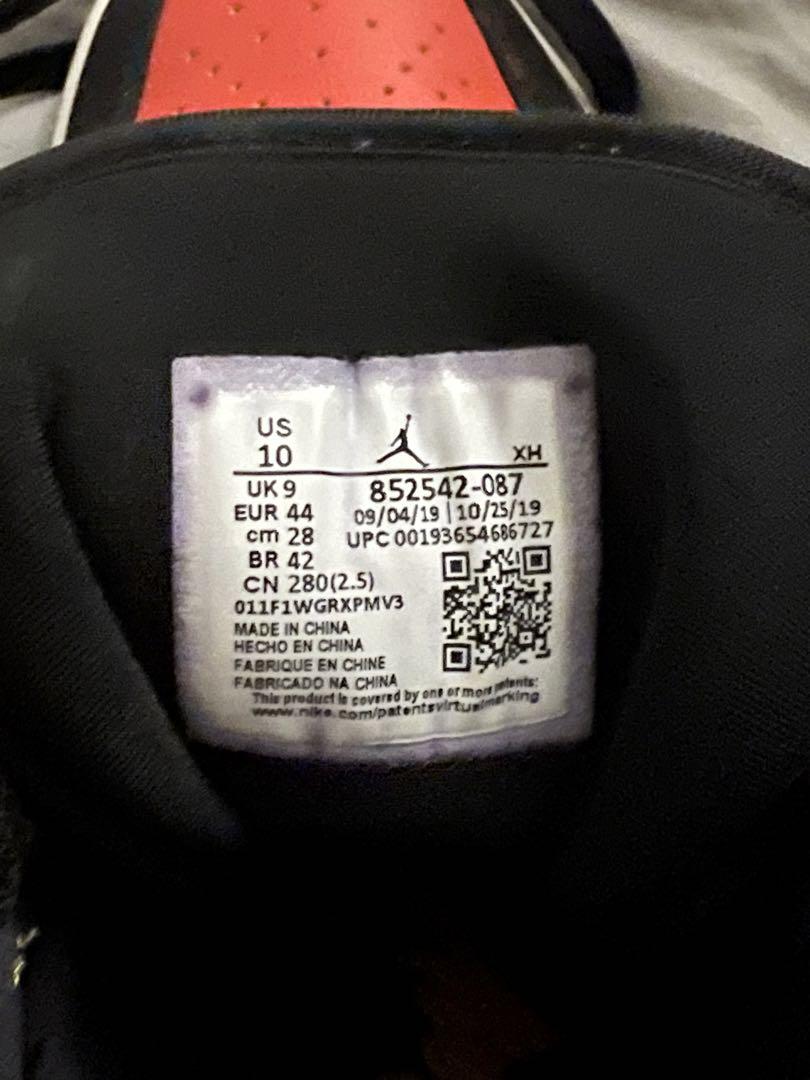 US
10
XH
UK 9
852542-087
EUR 44
09/04/19 | 10/25/19
cm 28
UPC 00193654686727
BR 42
CN 280(2.5)
011F1WGRXPMV3
MADE IN CHINA
HECHO EN CHINA
FABRIQUE EN CHINE
FABRICADO NA CHINA
This product is covered by one or more patents:
www.nike.com/patentsvirtualmarking